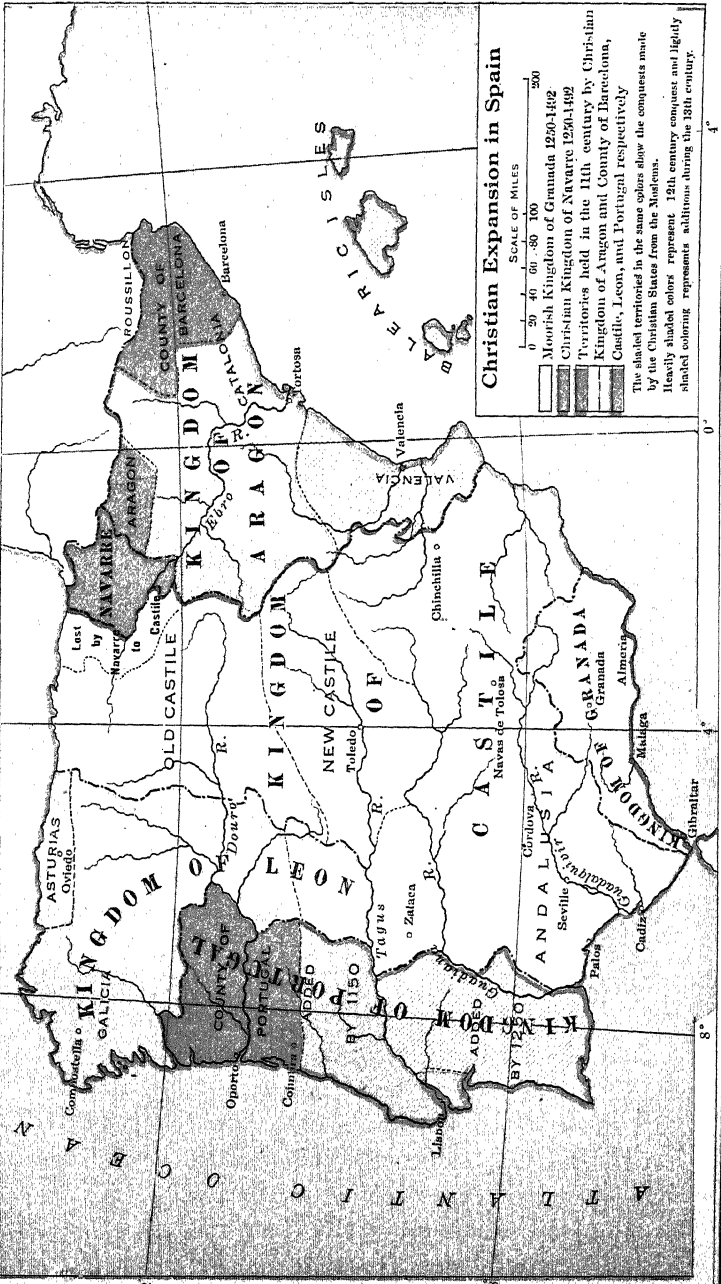 Christian Expansion in Spain
SCALE OF MILES
0 20 40 60 80 100 200
Moorish Kingdom of Granada 1250-1492
Christian Kingdom of Navarre 1250-1492
Territories held in the 11th century by Christian
Kingdom of Aragon and County of Barcelona,
Castile, Leon, and Portugal respectively
The shaded territories in the same colors show the conquests made
by the Christian States from the Moslems.
Heavily shaded colors represent 12th century conquest and lightly
shaded coloring represents additions during the 13th century.
ATLANTIC OCEAN
Compostella
GALICIA
ASTURIAS
Oviedo
KINGDOM OF LEON
Lost
by
Navarre
to
Castile
NAVARRE
ARAGON
ROUSSILLON
COUNTY OF
BARCELONA
Barcelona
CATALONIA
KINGDOM
OF
ARAGON
Ebro R.
Tortosa
OLD CASTILE
Douro R.
Oporto
COUNTY OF
PORTUGAL
Coimbra
ADDED
BY 1150
KINGDOM OF PORTUGAL
KINGDOM
OF
CASTILE
NEW CASTILE
Toledo
Tagus R.
Zalaca
Lisbon
Guadiana R.
ADDED
BY 1250
Valencia
VALENCIA
BALEARIC ISLES
Chinchilla
Navas de Tolosa
Cordova
ANDALUSIA
Seville
Guadalquivir R.
Palos
Cadiz
KINGDOM OF GRANADA
Granada
Almeria
Malaga
Gibraltar
8°
4°
0°
4°